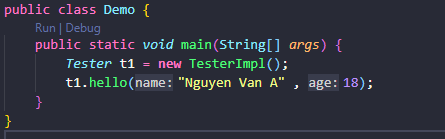 public class Demo {
Run | Debug
public static void main(String[] args) {
Tester t1 = new TesterImpl();
t1.hello(name:"Nguyen Van A" , age:18);
}
}